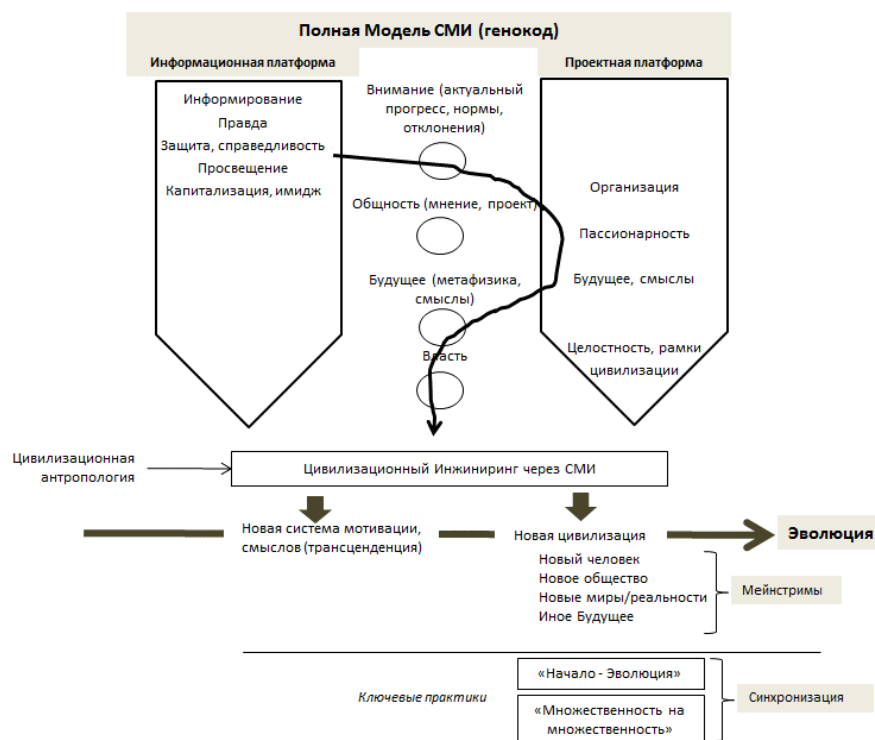 Полная Модель СМИ (генокод)
Информационная платформа
Проектная платформа
Информирование
Правда
Защита, справедливость
Просвещение
Капитализация, имидж
Внимание (актуальный
прогресс, нормы,
отклонения)
Общность (мнение, проект)
Будущее (метафизика,
смыслы)
Власть
Организация
Пассионарность
Будущее, смыслы
Целостность, рамки
цивилизации
Цивилизационная
антропология
Цивилизационный Инжиниринг через СМИ
Новая система мотивации,
смыслов (трансценденция)
Новая цивилизация
Эволюция
Новый человек
Новое общество
Новые миры/реальности
Иное Будущее
Мейнстримы
Ключевые практики
«Начало - Эволюция»
«Множественность на
множественность»
Синхронизация